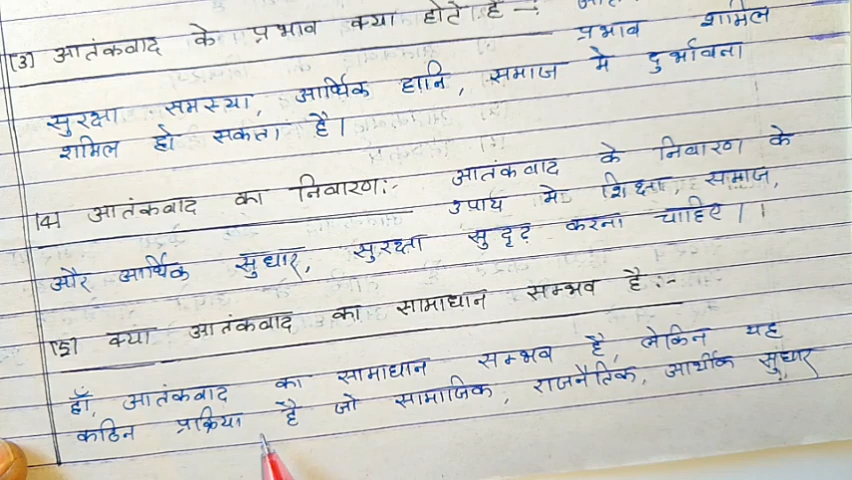 (3) आतंकवाद के प्रभाव क्या होते है -:
प्रभाव शामिल
सुरक्षा समस्या, आर्थिक हानि, समाज मे दुर्भावना
शामिल हो सकता है।
(4) आतंकवाद का निवारण:- आतंकवाद के निवारण के
उपाय मे शिक्षा समाज,
और आर्थिक सुधार, सुरक्षा सुदृढ़ करना चाहिए।।
(5) क्या आतंकवाद का सामाधान सम्भव है:-
हाँ, आतंकवाद का सामाधान सम्भव है, लेकिन यह
कठिन प्रक्रिया है जो सामाजिक, राजनैतिक, आर्थीक सुधार